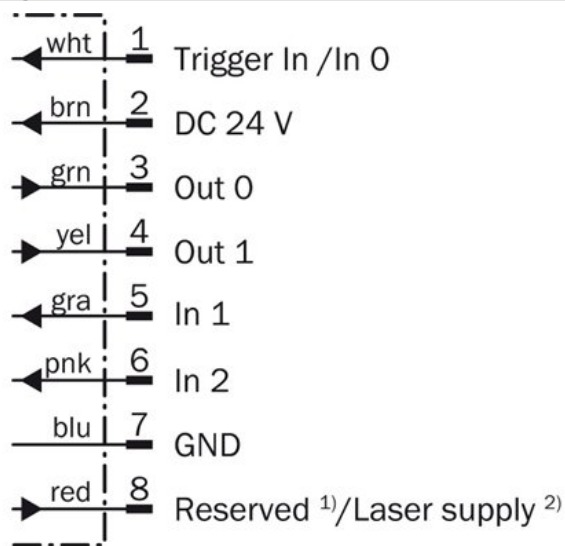 wht 1 Trigger In /In 0
brn 2 DC 24 V
grn 3 Out 0
yel 4 Out 1
gra 5 In 1
pnk 6 In 2
blu 7 GND
red 8 Reserved ¹⁾/Laser supply ²⁾